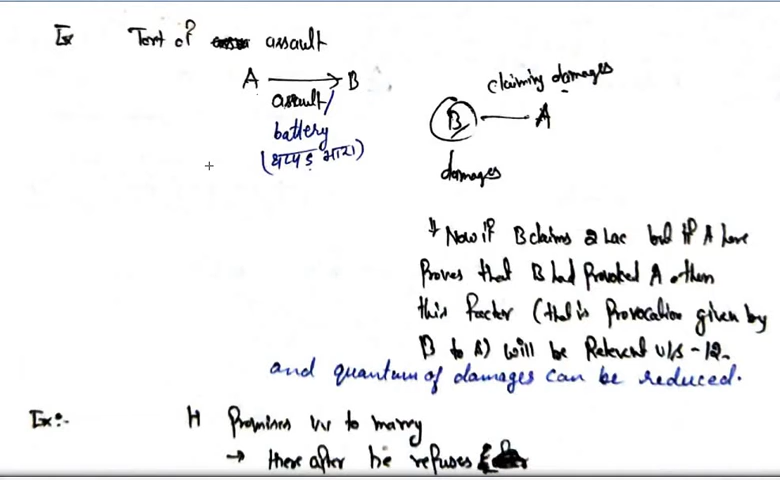 Ex Tort of assault
A → B
assault/
battery
(थप्पड़ मारा)
claiming damages
B — A
damages
Now if B claims 2 Lac but if A here
Proves that B had provoked A then
this factor (that is Provocation given by
B to A) will be Relevant u/s - 12.
and quantum of damages can be reduced.
Ex:- H Promises W to marry
→ there after he refuses